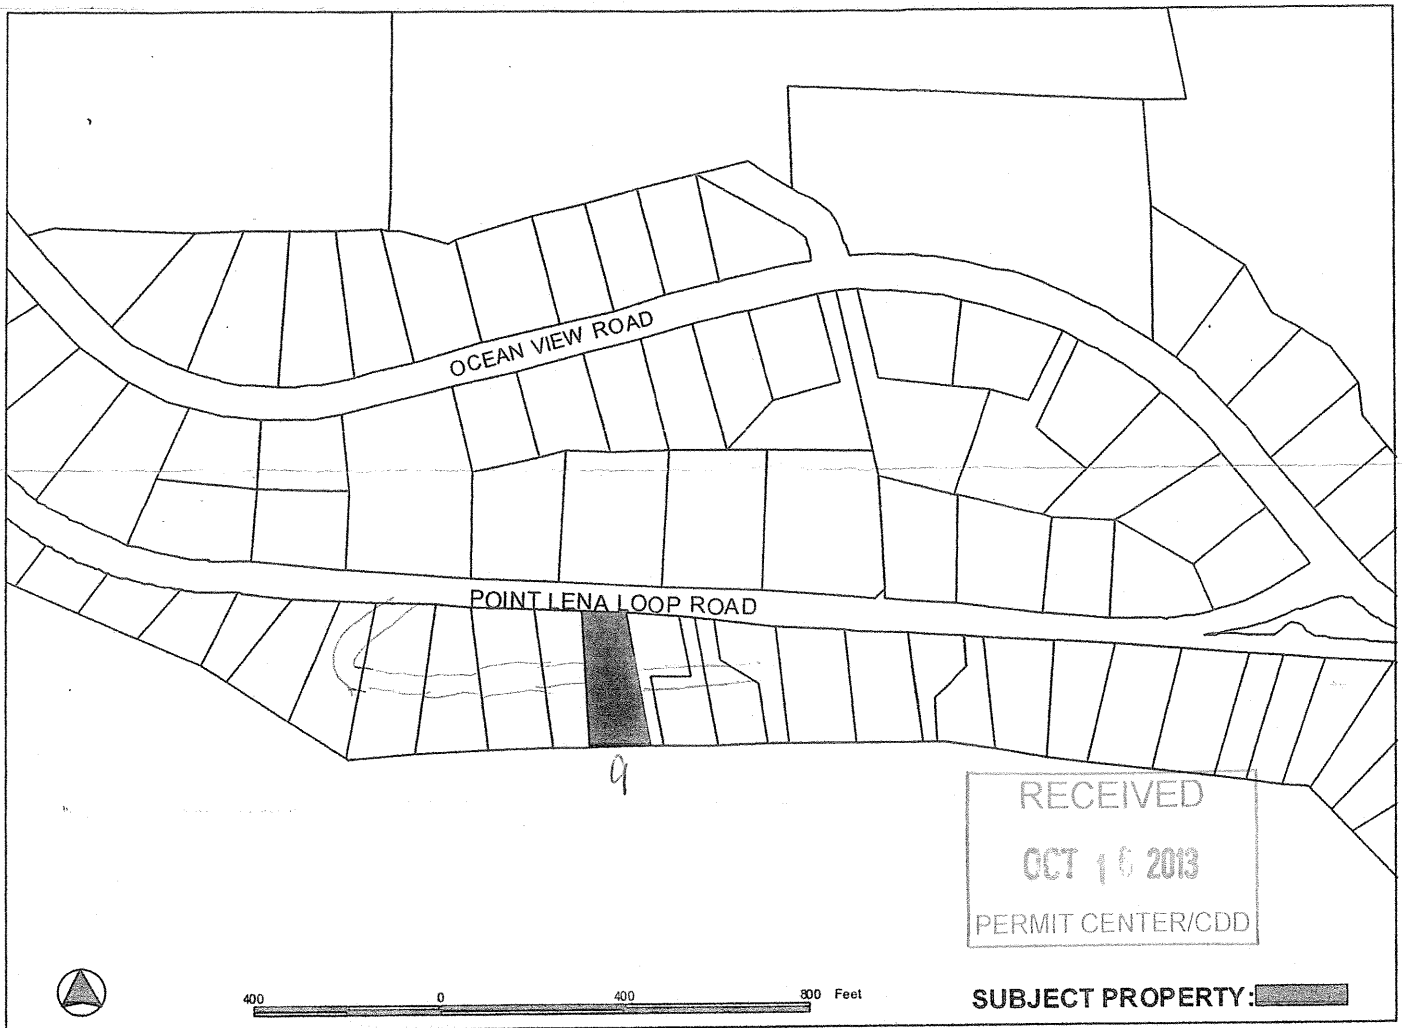 OCEAN VIEW ROAD
POINT LENA LOOP ROAD
9
RECEIVED
OCT 16 2013
PERMIT CENTER/CDD
400 0 400 800 Feet
SUBJECT PROPERTY: